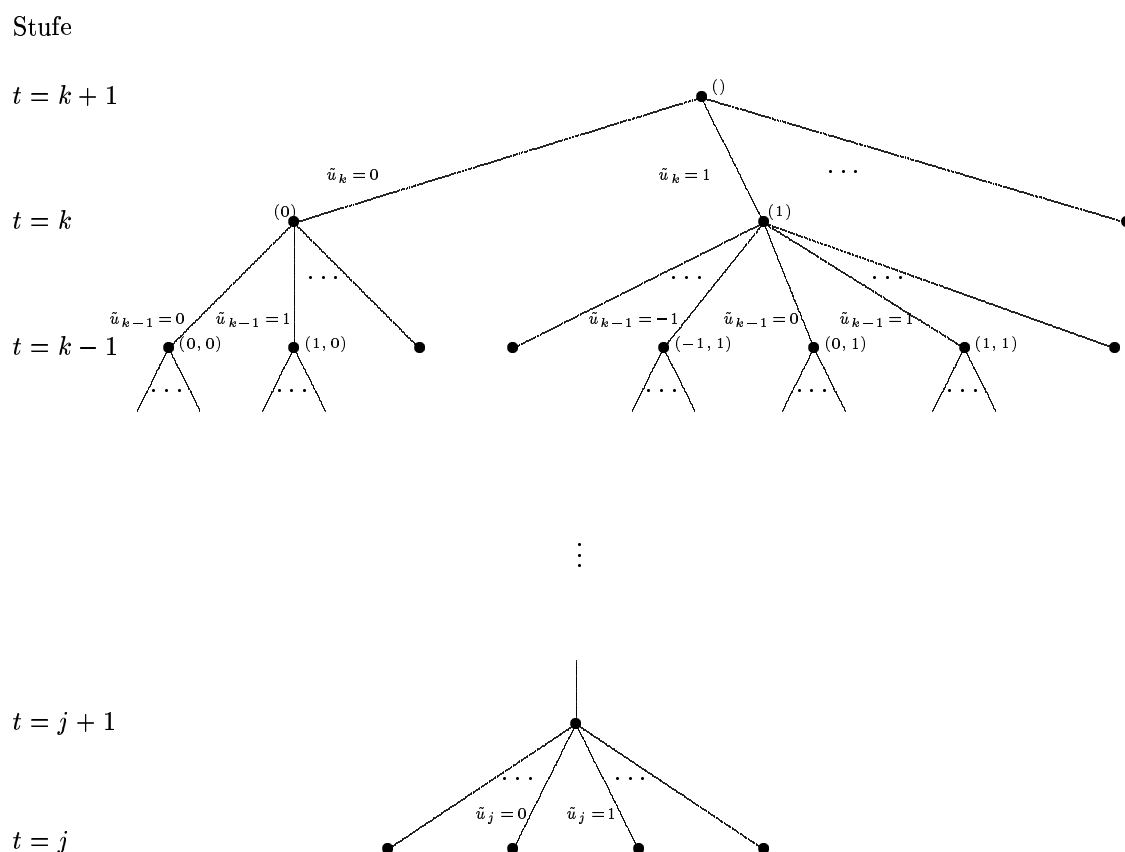 Stufe
t = k + 1
()
ũ_k = 0
ũ_k = 1
...
t = k
(0)
(1)
...
...
...
ũ_{k−1} = 0
ũ_{k−1} = 1
ũ_{k−1} = −1
ũ_{k−1} = 0
ũ_{k−1} = 1
t = k − 1
(0, 0)
(1, 0)
(−1, 1)
(0, 1)
(1, 1)
...
...
...
...
...
⋮
t = j + 1
...
...
ũ_j = 0
ũ_j = 1
t = j